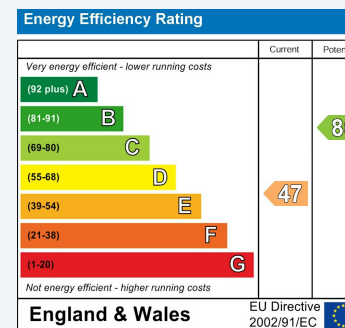 Energy Efficiency Rating
Current Poten
Very energy efficient - lower running costs
(92 plus) A
(81-91) B
8
(69-80) C
(55-68) D
(39-54) E
47
(21-38) F
(1-20) G
Not energy efficient - higher running costs
England & Wales
EU Directive
2002/91/EC